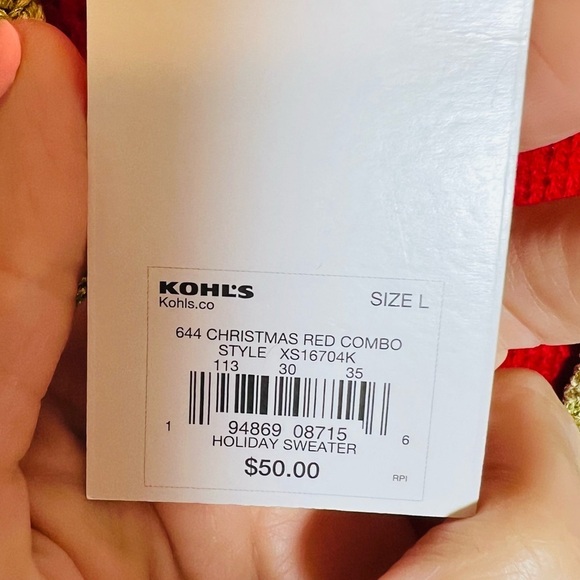 KOHL'S
Kohls.co
SIZE L
644 CHRISTMAS RED COMBO
STYLE XS16704K
113 30 35
1 94869 08715 6
HOLIDAY SWEATER
$50.00
RPI